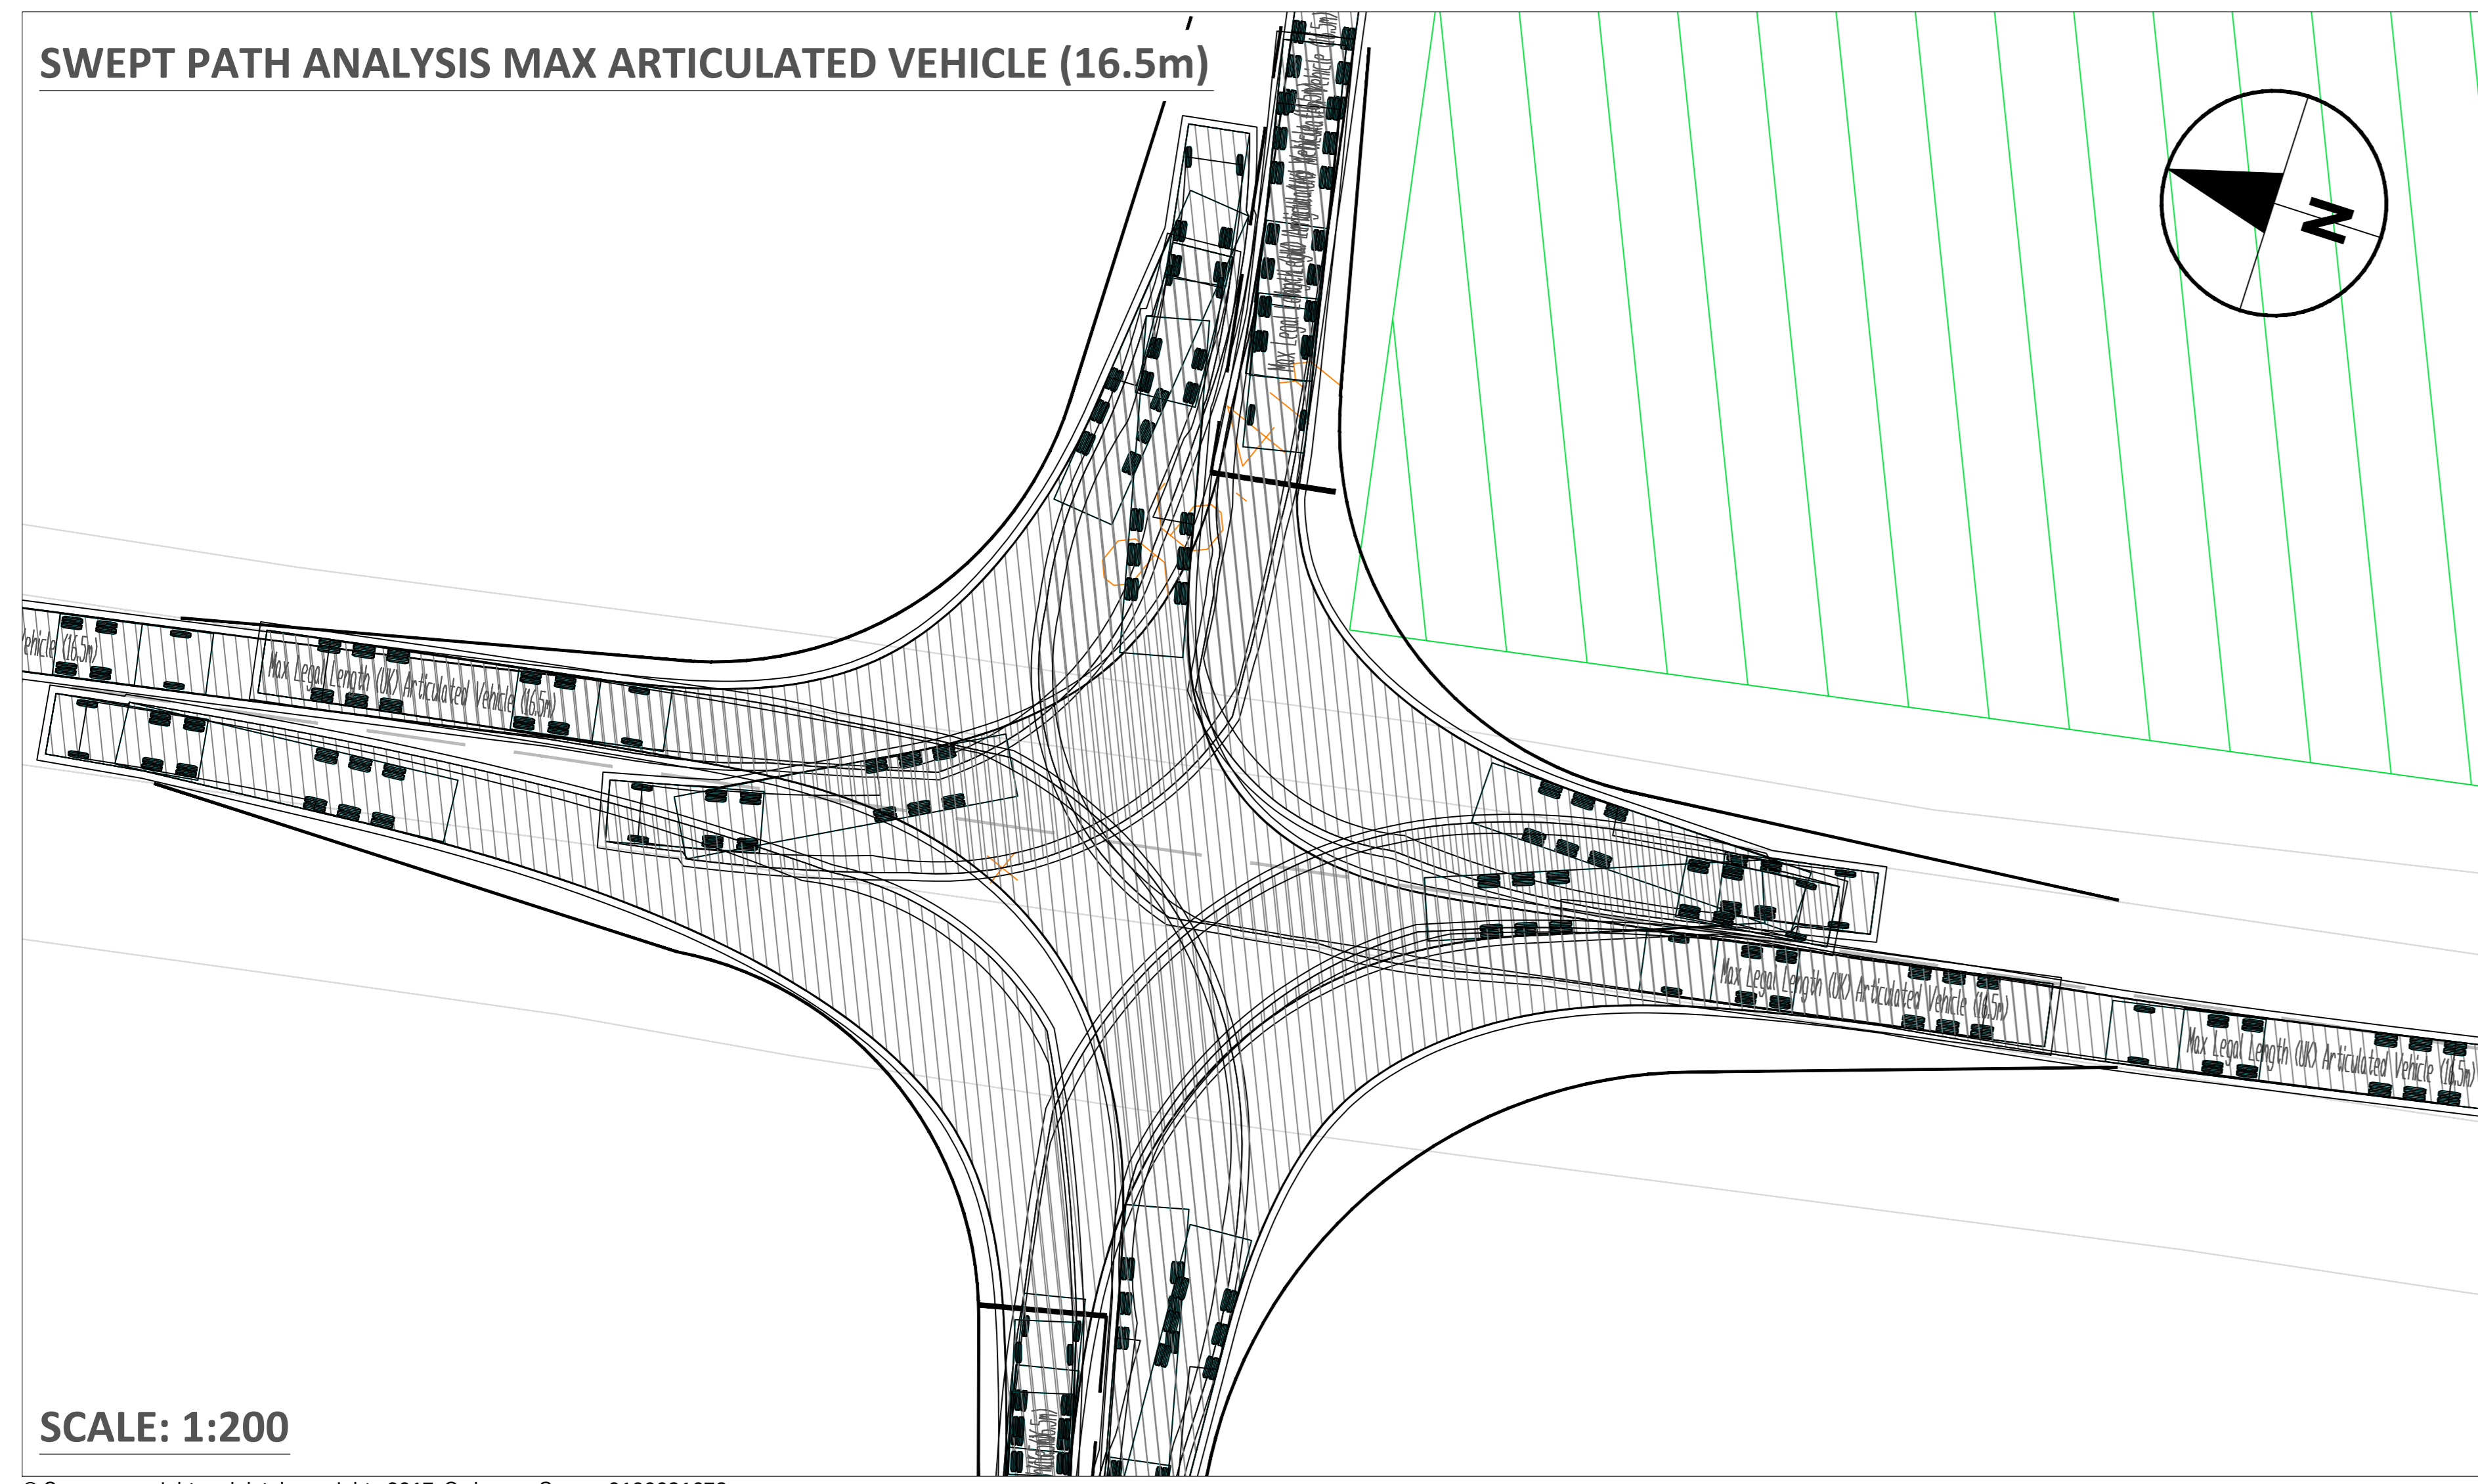 SWEPT PATH ANALYSIS MAX ARTICULATED VEHICLE (16.5m)
N
Vehicle (16.5m)
Max Legal Length (UK) Articulated Vehicle (16.5m)
Max Legal Length (UK) Articulated Vehicle (16.5m)
Max Legal Length (UK) Articulated Vehicle (16.5m)
SCALE: 1:200